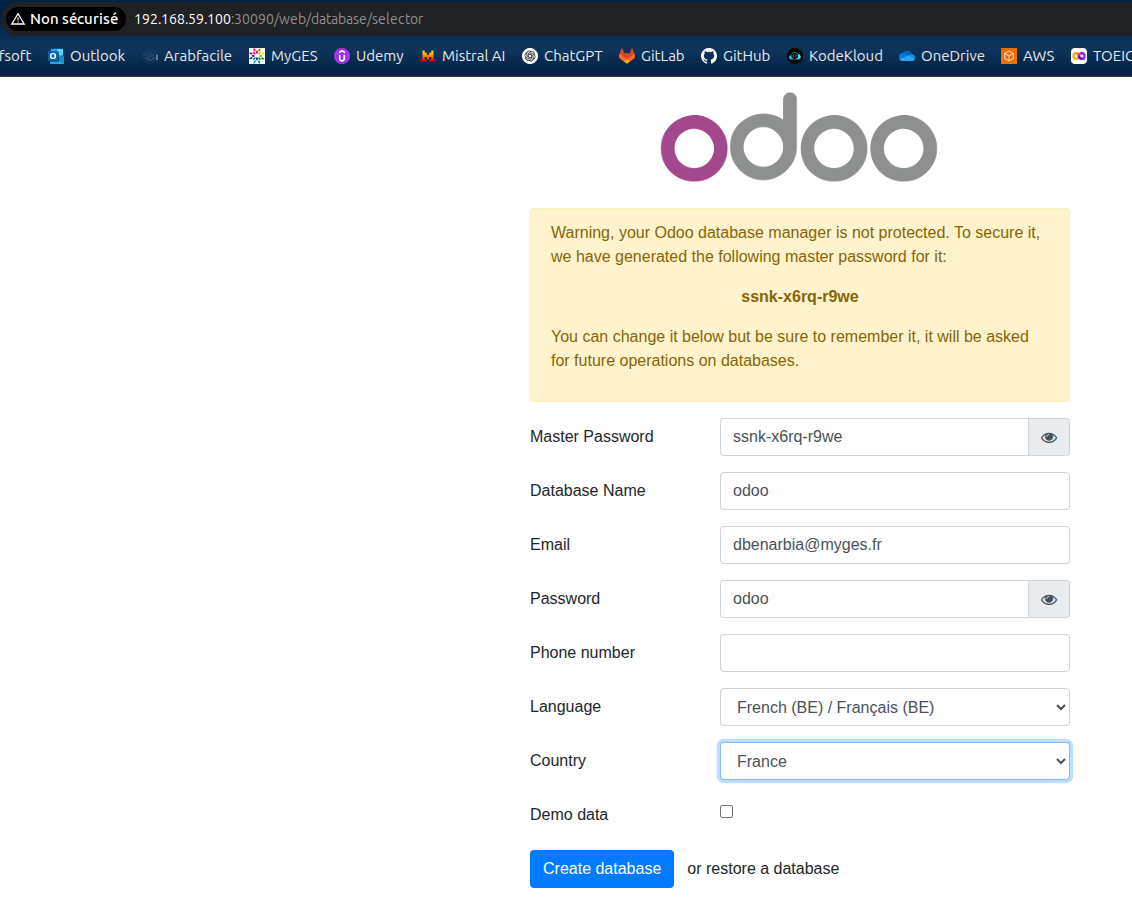 Non sécurisé 192.168.59.100:30090/web/database/selector
fsoft Outlook Arabfacile MyGES Udemy Mistral AI ChatGPT GitLab GitHub KodeKloud OneDrive AWS TOEIC
odoo
Warning, your Odoo database manager is not protected. To secure it,
we have generated the following master password for it:
ssnk-x6rq-r9we
You can change it below but be sure to remember it, it will be asked
for future operations on databases.
Master Password ssnk-x6rq-r9we
Database Name odoo
Email dbenarbia@myges.fr
Password odoo
Phone number
Language French (BE) / Français (BE)
Country France
Demo data
Create database or restore a database